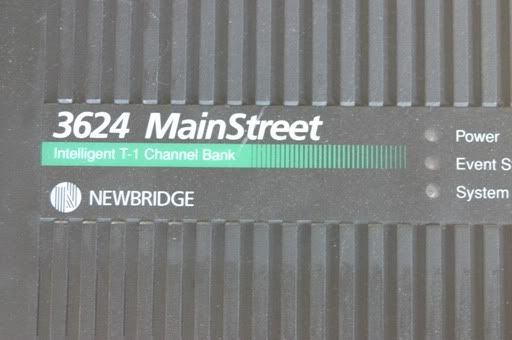 3624 MainStreet
Intelligent T-1 Channel Bank
NEWBRIDGE
Power
Event S
System